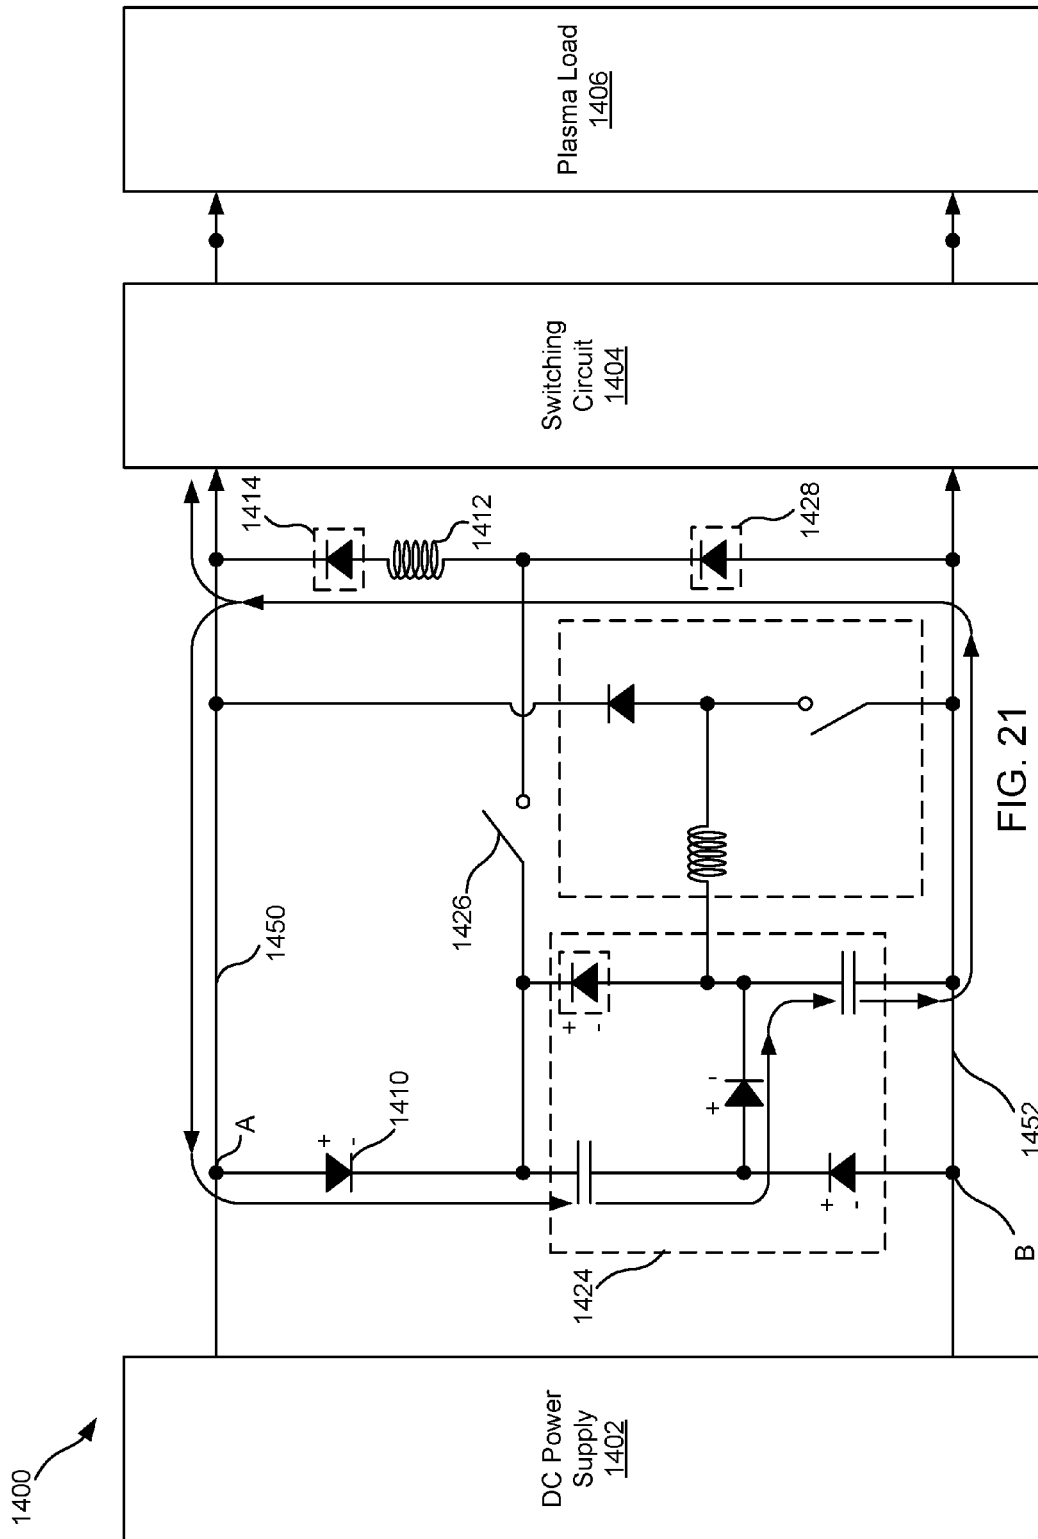 1400
DC Power
Supply
1402
Switching
Circuit
1404
Plasma Load
1406
A
1450
1410
+
-
1426
1414
1412
1428
1424
+
-
+
-
+
-
B
1452
FIG. 21